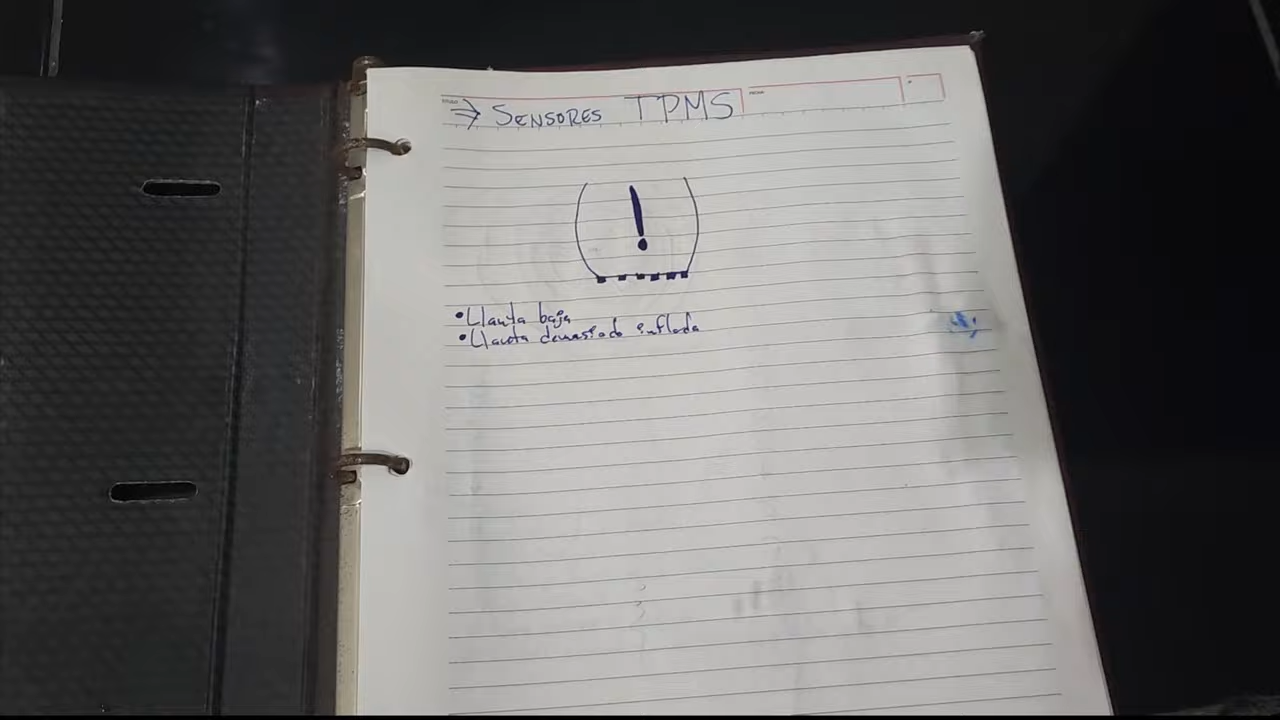 ⇒ SENSORES TPMS
!
• Llanta baja
• Llanta demasiado inflada